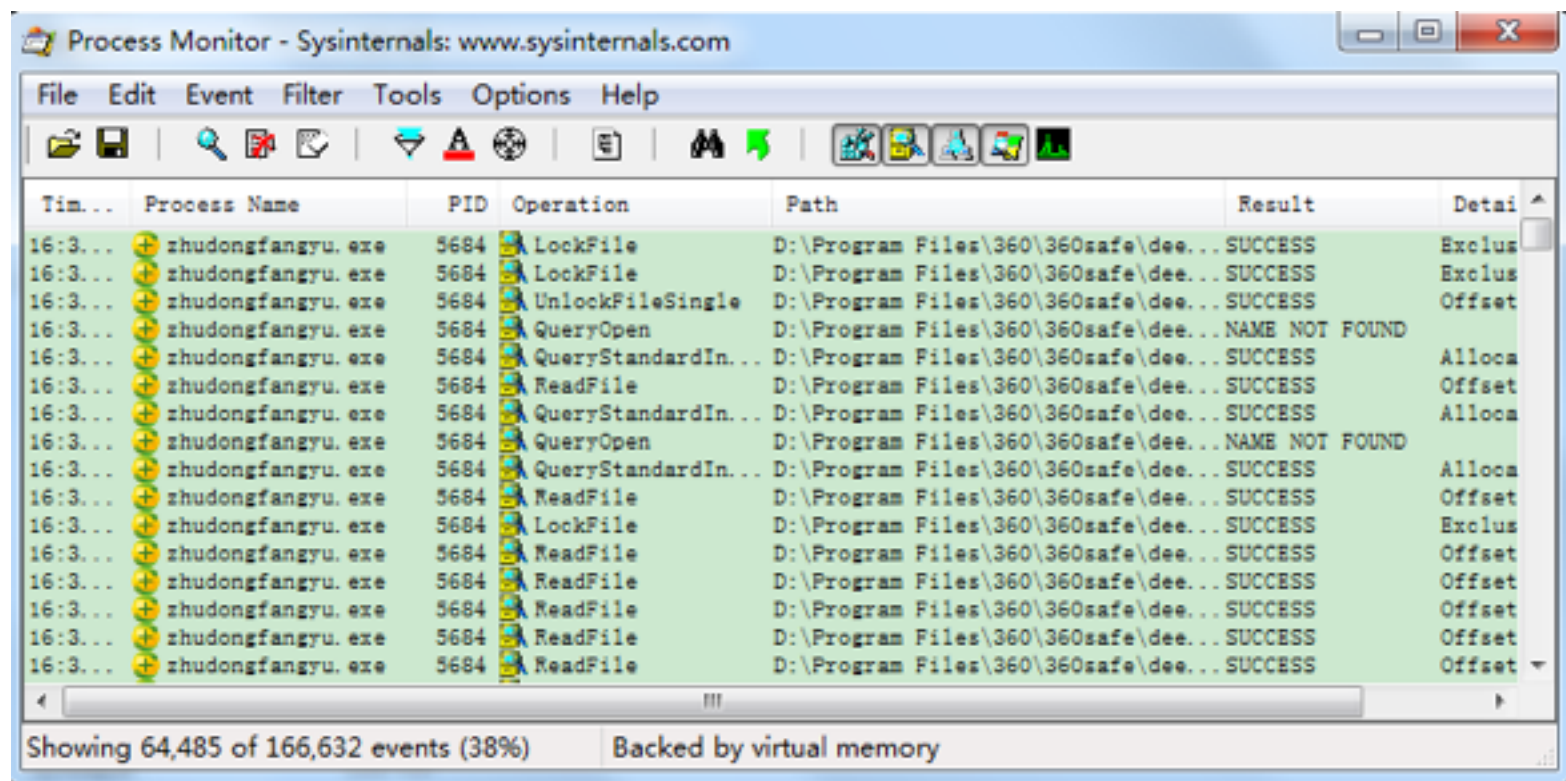 Process Monitor - Sysinternals: www.sysinternals.com
File Edit Event Filter Tools Options Help
Tim... Process Name PID Operation Path Result Detai
16:3... zhudongfangyu.exe 5684 LockFile D:\Program Files\360\360safe\dee... SUCCESS Exclus
16:3... zhudongfangyu.exe 5684 LockFile D:\Program Files\360\360safe\dee... SUCCESS Exclus
16:3... zhudongfangyu.exe 5684 UnlockFileSingle D:\Program Files\360\360safe\dee... SUCCESS Offset
16:3... zhudongfangyu.exe 5684 QueryOpen D:\Program Files\360\360safe\dee... NAME NOT FOUND
16:3... zhudongfangyu.exe 5684 QueryStandardIn... D:\Program Files\360\360safe\dee... SUCCESS Alloca
16:3... zhudongfangyu.exe 5684 ReadFile D:\Program Files\360\360safe\dee... SUCCESS Offset
16:3... zhudongfangyu.exe 5684 QueryStandardIn... D:\Program Files\360\360safe\dee... SUCCESS Alloca
16:3... zhudongfangyu.exe 5684 QueryOpen D:\Program Files\360\360safe\dee... NAME NOT FOUND
16:3... zhudongfangyu.exe 5684 QueryStandardIn... D:\Program Files\360\360safe\dee... SUCCESS Alloca
16:3... zhudongfangyu.exe 5684 ReadFile D:\Program Files\360\360safe\dee... SUCCESS Offset
16:3... zhudongfangyu.exe 5684 LockFile D:\Program Files\360\360safe\dee... SUCCESS Exclus
16:3... zhudongfangyu.exe 5684 ReadFile D:\Program Files\360\360safe\dee... SUCCESS Offset
16:3... zhudongfangyu.exe 5684 ReadFile D:\Program Files\360\360safe\dee... SUCCESS Offset
16:3... zhudongfangyu.exe 5684 ReadFile D:\Program Files\360\360safe\dee... SUCCESS Offset
16:3... zhudongfangyu.exe 5684 ReadFile D:\Program Files\360\360safe\dee... SUCCESS Offset
16:3... zhudongfangyu.exe 5684 ReadFile D:\Program Files\360\360safe\dee... SUCCESS Offset
Showing 64,485 of 166,632 events (38%) Backed by virtual memory